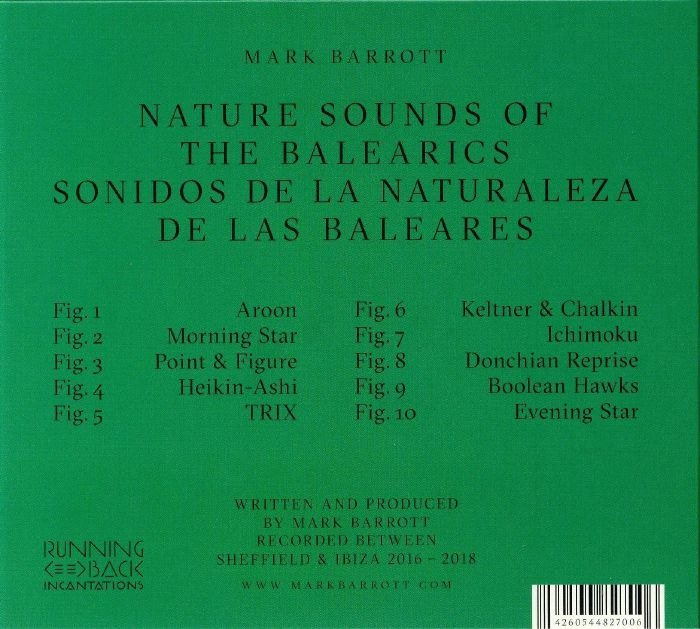 MARK BARROTT
NATURE SOUNDS OF
THE BALEARICS
SONIDOS DE LA NATURALEZA
DE LAS BALEARES
Fig. 1 Aroon
Fig. 2 Morning Star
Fig. 3 Point & Figure
Fig. 4 Heikin-Ashi
Fig. 5 TRIX
Fig. 6 Keltner & Chalkin
Fig. 7 Ichimoku
Fig. 8 Donchian Reprise
Fig. 9 Boolean Hawks
Fig. 10 Evening Star
WRITTEN AND PRODUCED
BY MARK BARROTT
RECORDED BETWEEN
SHEFFIELD & IBIZA 2016 – 2018
WWW.MARKBARROTT.COM
RUNNING
BACK
INCANTATIONS
4260544827006